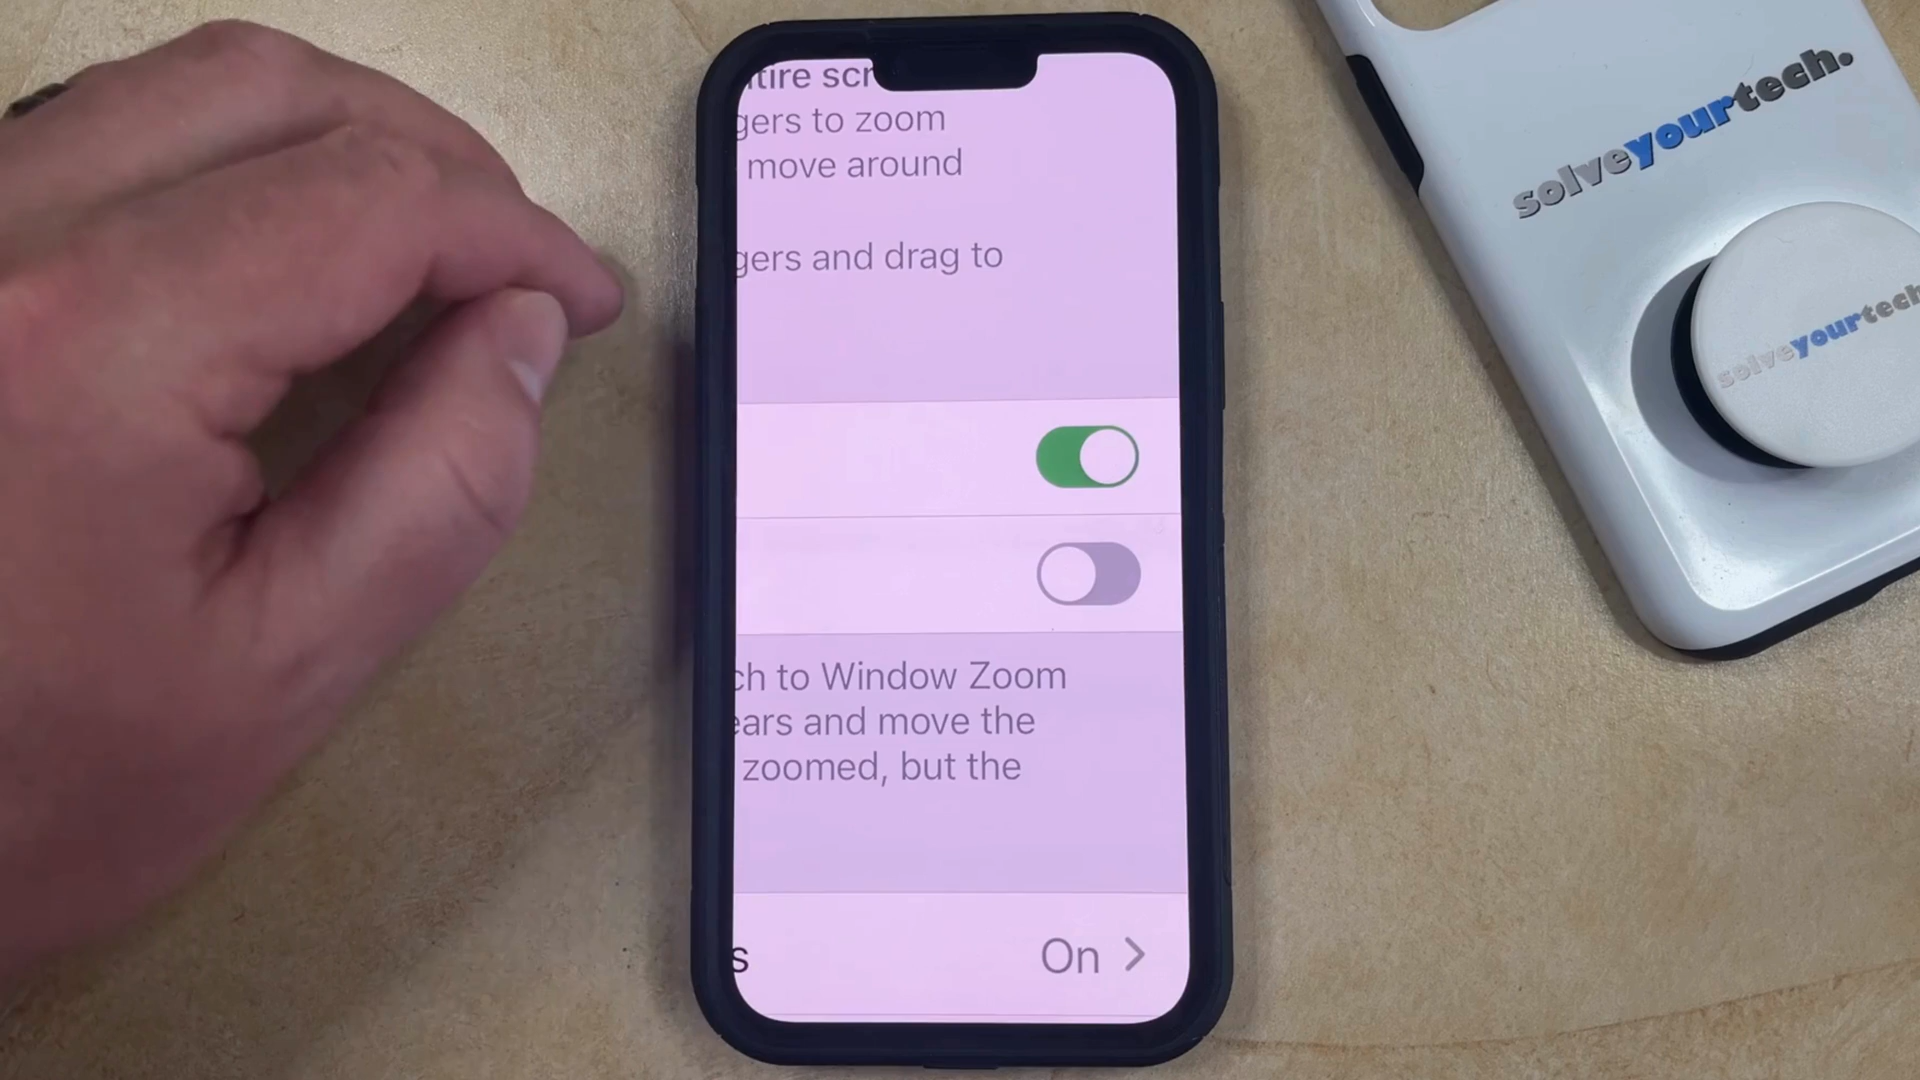 tire scr
gers to zoom
move around
gers and drag to
ch to Window Zoom
ears and move the
zoomed, but the
s
On
solveyourtech.
solveyourtech